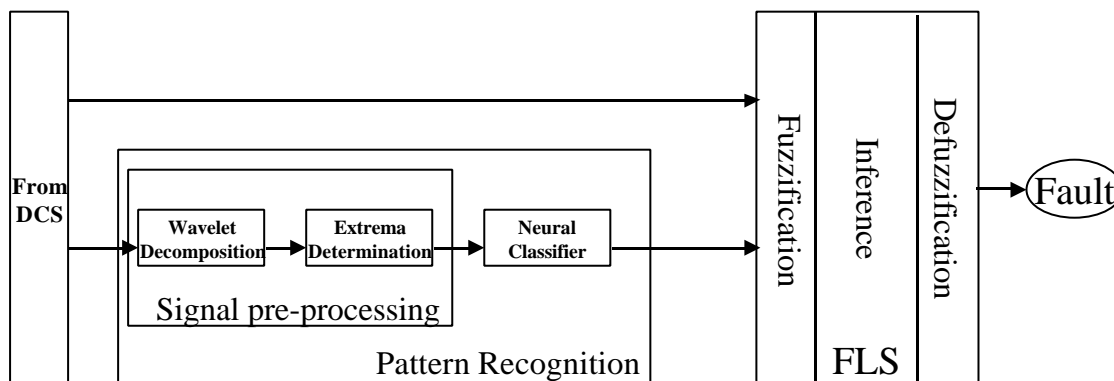 From
DCS
Wavelet
Decomposition
Extrema
Determination
Neural
Classifier
Signal pre-processing
Pattern Recognition
Fuzzification
Inference
Defuzzification
FLS
Fault